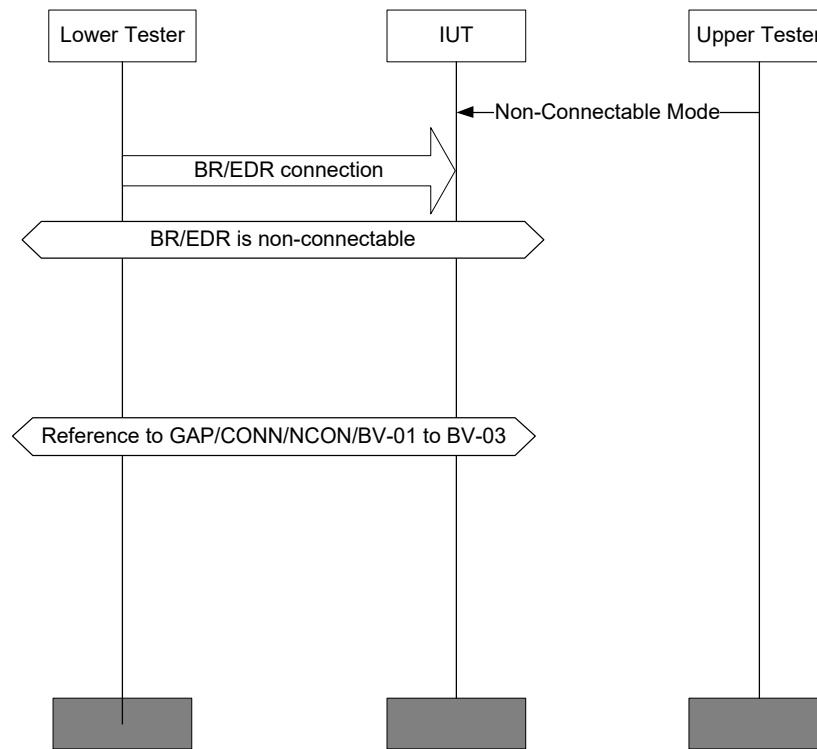 Lower Tester
IUT
Upper Tester
Non-Connectable Mode
BR/EDR connection
BR/EDR is non-connectable
Reference to GAP/CONN/NCON/BV-01 to BV-03